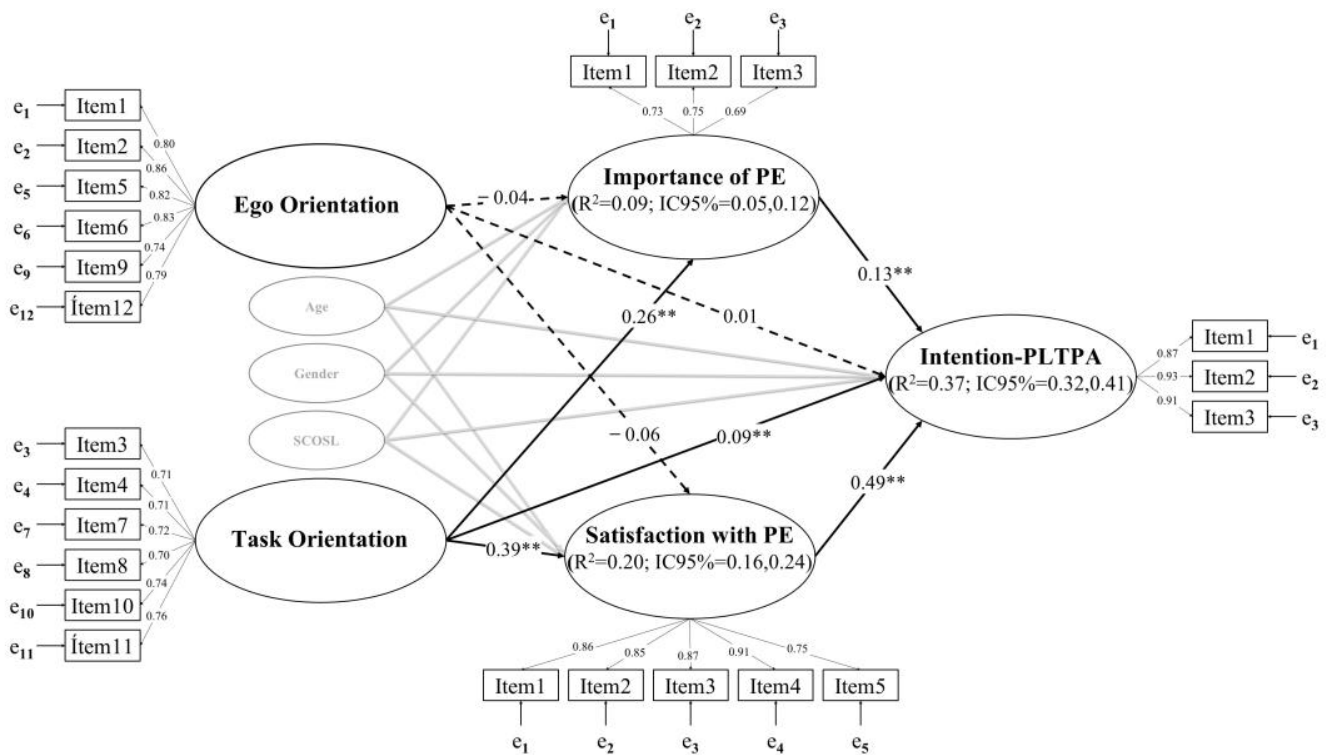 e1
e2
e3
Item1
Item2
Item3
0.73
0.75
0.69
e1
Item1
e2
Item2
e5
Item5
e6
Item6
e9
Item9
e12
Ítem12
0.80
0.86
0.82
0.83
0.74
0.79
Ego Orientation
Importance of PE
(R²=0.09; IC95%=0.05,0.12)
−0.04
0.26**
0.01
0.13**
Age
Gender
SCOSL
Intention-PLTPA
(R²=0.37; IC95%=0.32,0.41)
0.87
0.93
0.91
Item1
e1
Item2
e2
Item3
e3
−0.06
0.09**
0.49**
e3
Item3
e4
Item4
e7
Item7
e8
Item8
e10
Item10
e11
Ítem11
0.71
0.71
0.72
0.70
0.74
0.76
Task Orientation
0.39**
Satisfaction with PE
(R²=0.20; IC95%=0.16,0.24)
0.86
0.85
0.87
0.91
0.75
Item1
Item2
Item3
Item4
Item5
e1
e2
e3
e4
e5